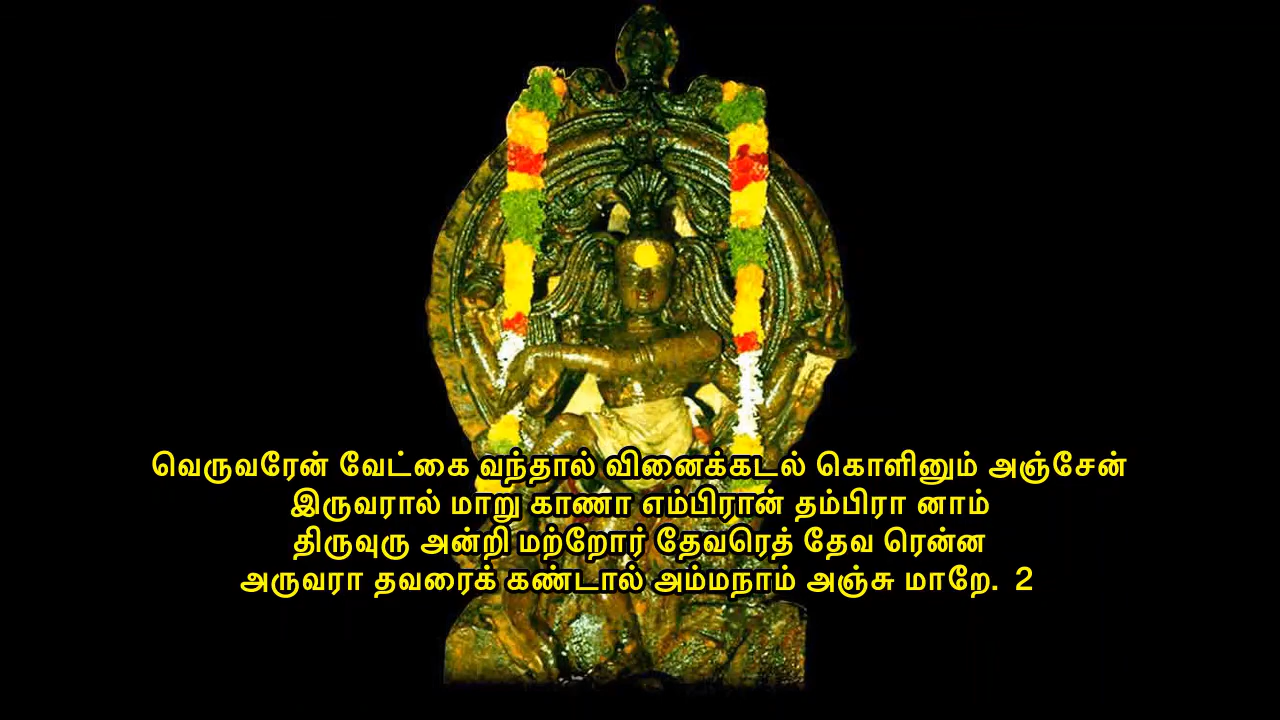 வெருவரேன் வேட்கை வந்தால் வினைக்கடல் கொளினும் அஞ்சேன்
இருவரால் மாறு காணா எம்பிரான் தம்பிரா னாம்
திருவுரு அன்றி மற்றோர் தேவரெத் தேவ ரென்ன
அருவரா தவரைக் கண்டால் அம்மநாம் அஞ்சு மாறே. 2